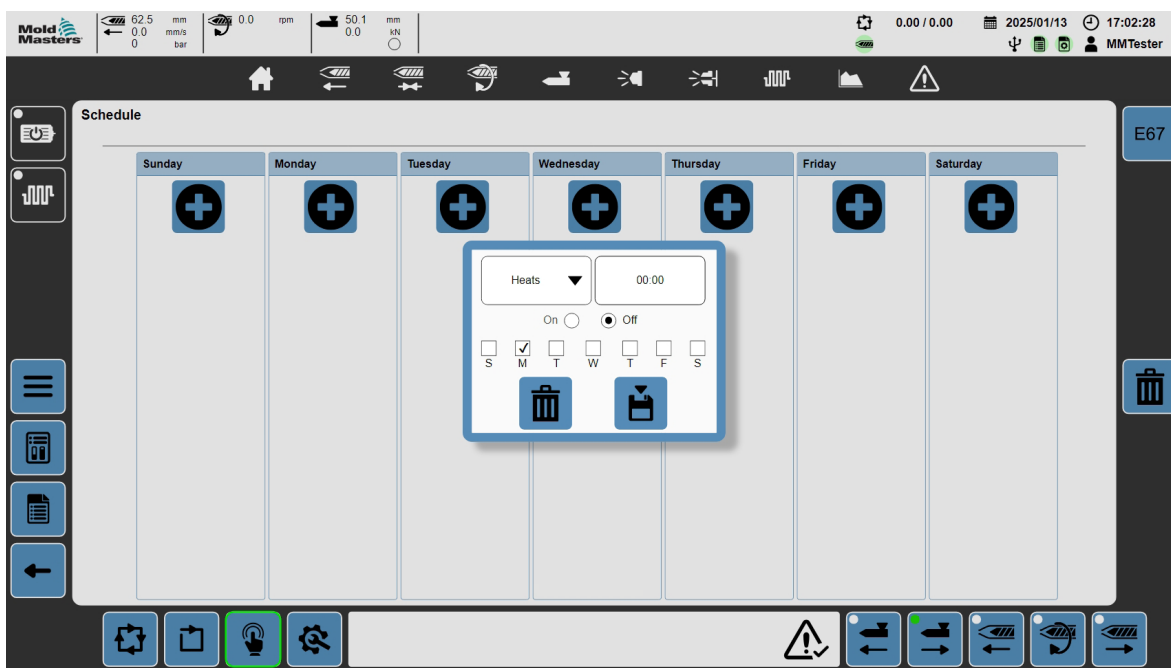 Mold
Masters
62.5 mm
0.0 mm/s
0 bar
0.0 rpm
50.1 mm
0.0 kN
0.00 / 0.00
2025/01/13
17:02:28
MMTester
Schedule
E67
Sunday Monday Tuesday Wednesday Thursday Friday Saturday
Heats 00:00
On Off
S M T W T F S